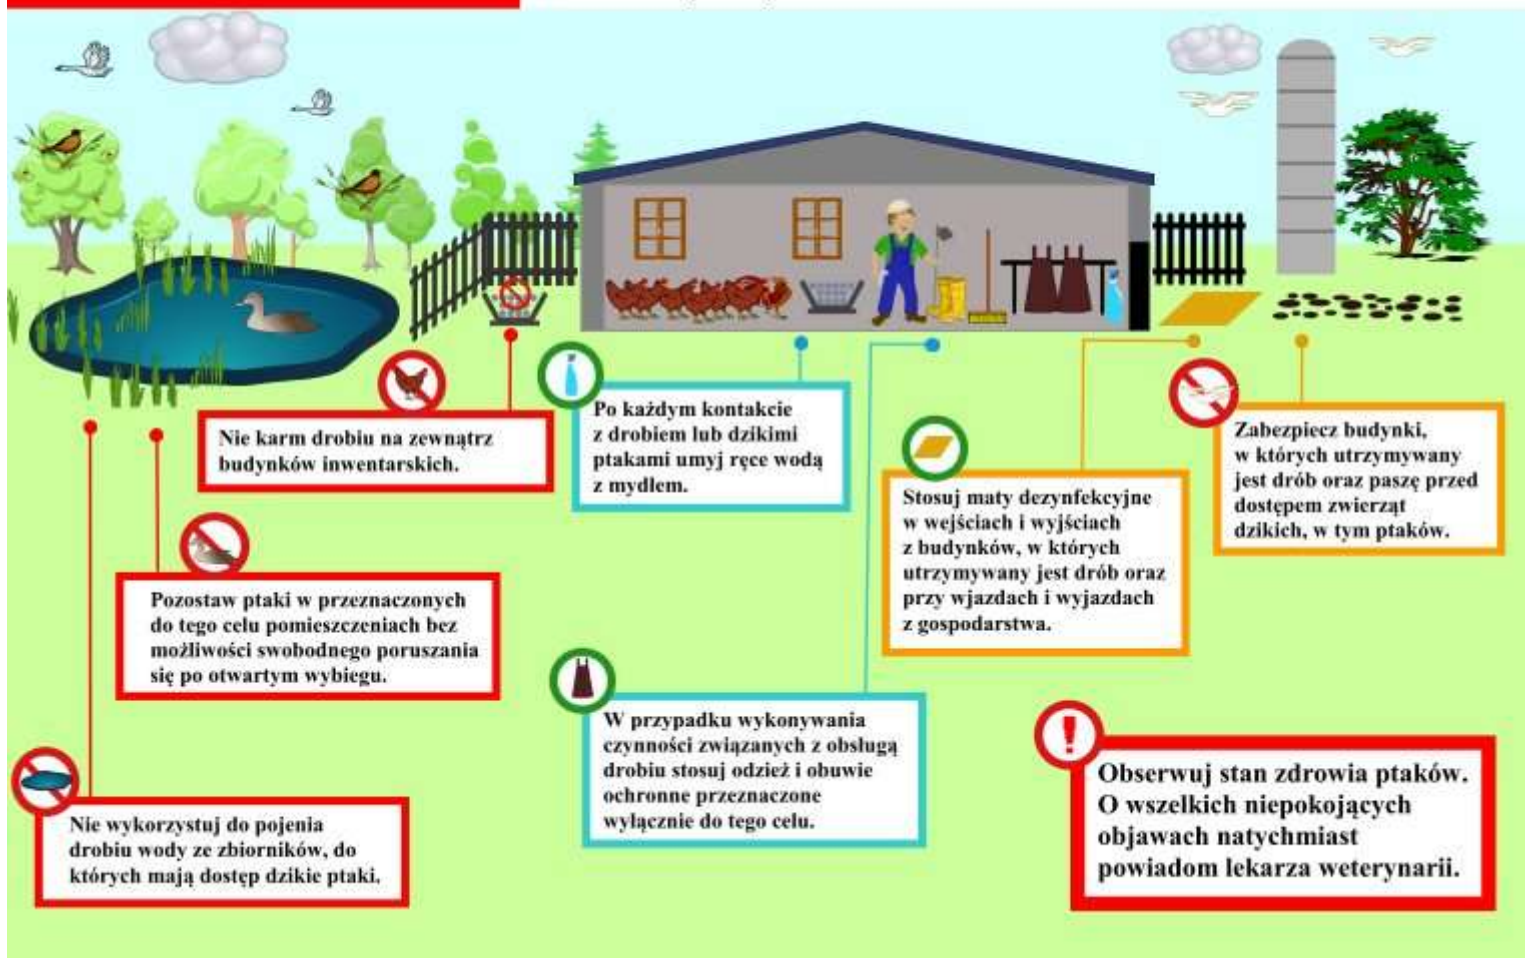 Nie karm drobiu na zewnątrz
budynków inwentarskich.
Po każdym kontakcie
z drobiem lub dzikimi
ptakami umyj ręce wodą
z mydłem.
Stosuj maty dezynfekcyjne
w wejściach i wyjściach
z budynków, w których
utrzymywany jest drób oraz
przy wjazdach i wyjazdach
z gospodarstwa.
Zabezpiecz budynki,
w których utrzymywany
jest drób oraz paszę przed
dostępem zwierząt
dzikich, w tym ptaków.
Pozostaw ptaki w przeznaczonych
do tego celu pomieszczeniach bez
możliwości swobodnego poruszania
się po otwartym wybiegu.
W przypadku wykonywania
czynności związanych z obsługą
drobiu stosuj odzież i obuwie
ochronne przeznaczone
wyłącznie do tego celu.
Nie wykorzystuj do pojenia
drobiu wody ze zbiorników, do
których mają dostęp dzikie ptaki.
Obserwuj stan zdrowia ptaków.
O wszelkich niepokojących
objawach natychmiast
powiadom lekarza weterynarii.